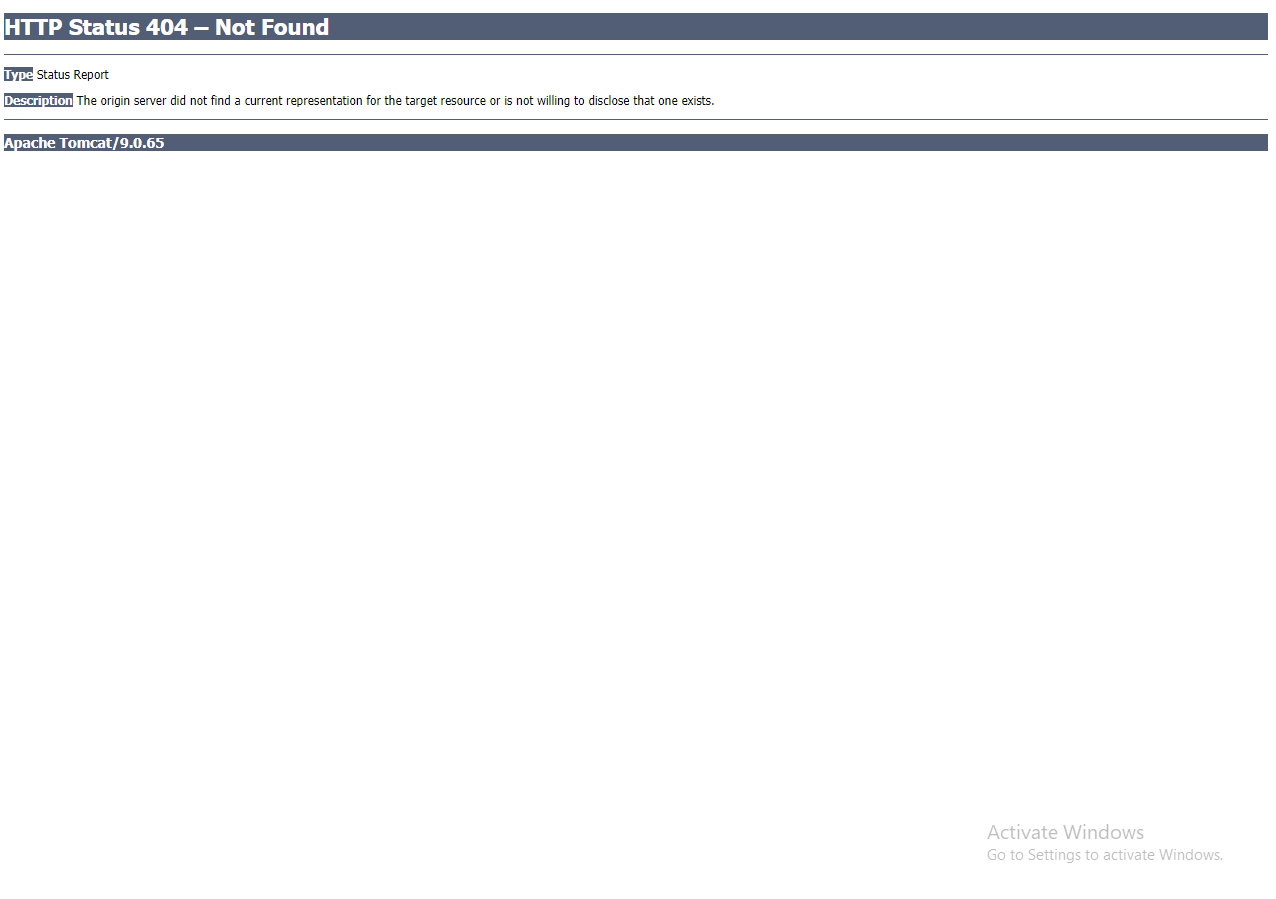 HTTP Status 404 – Not Found
Type Status Report
Description The origin server did not find a current representation for the target resource or is not willing to disclose that one exists.
Apache Tomcat/9.0.65
Activate Windows
Go to Settings to activate Windows.